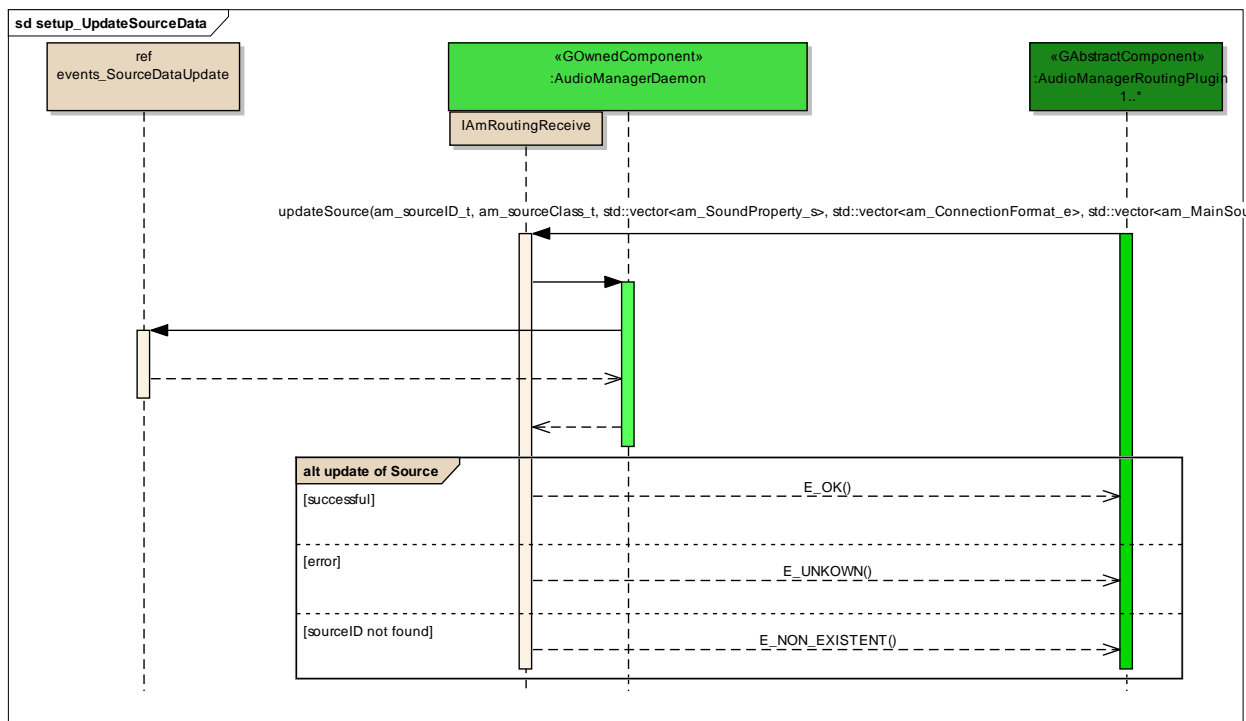 sd setup_UpdateSourceData
ref
events_SourceDataUpdate
«GOwnedComponent»
:AudioManagerDaemon
«GAbstractComponent»
:AudioManagerRoutingPlugin
1..*
IAmRoutingReceive
updateSource(am_sourceID_t, am_sourceClass_t, std::vector<am_SoundProperty_s>, std::vector<am_ConnectionFormat_e>, std::vector<am_MainSou
alt update of Source
[successful]
E_OK()
[error]
E_UNKOWN()
[sourceID not found]
E_NON_EXISTENT()